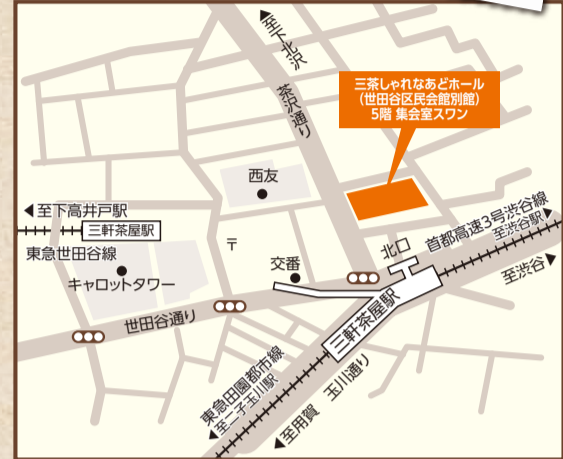 至下北沢
茶沢通り
三茶しゃれなあどホール
(世田谷区民会館別館)
5階 集会室スワン
西友
至下高井戸駅
三軒茶屋駅
東急世田谷線
キャロットタワー
〒
交番
北口
首都高速3号渋谷線
至渋谷駅
至渋谷
世田谷通り
三軒茶屋駅
東急田園都市線
至二子玉川駅
玉川通り
至用賀